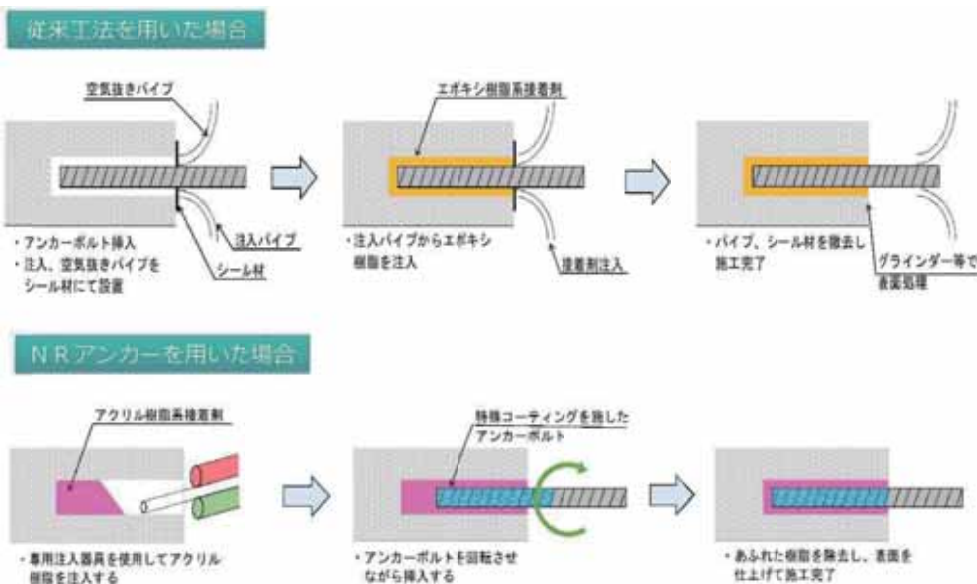 従来工法を用いた場合
空気抜きパイプ
エポキシ樹脂系接着剤
注入パイプ
シール材
・アンカーボルト挿入
・注入、空気抜きパイプを
シール材にて設置
・注入パイプからエポキシ
樹脂を注入
接着剤注入
・パイプ、シール材を撤去し
施工完了
グラインダー等で
表面処理
NRアンカーを用いた場合
アクリル樹脂系接着剤
特殊コーティングを施した
アンカーボルト
・専用注入器具を使用してアクリル
樹脂を注入する
・アンカーボルトを回転させ
ながら挿入する
・あふれた樹脂を除去し、表面を
仕上げて施工完了